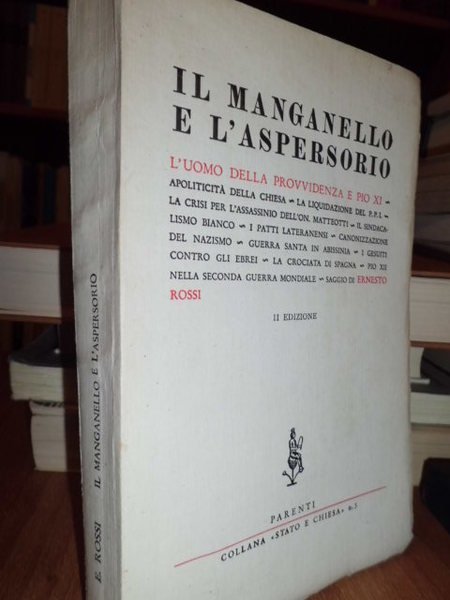 IL MANGANELLO
E L'ASPERSORIO
L'UOMO DELLA PROVVIDENZA E PIO XI ~
APOLITICITÀ DELLA CHIESA ~ LA LIQUIDAZIONE DEL P.P.I. ~
LA CRISI PER L'ASSASSINIO DELL'ON. MATTEOTTI ~ IL SINDACA-
LISMO BIANCO ~ I PATTI LATERANENSI ~ CANONIZZAZIONE
DEL NAZISMO ~ GUERRA SANTA IN ABISSINIA ~ I GESUITI
CONTRO GLI EBREI ~ LA CROCIATA DI SPAGNA ~ PIO XII
NELLA SECONDA GUERRA MONDIALE ~ SAGGIO DI ERNESTO
ROSSI
II EDIZIONE
PARENTI
COLLANA «STATO E CHIESA» n. 5
E. ROSSI IL MANGANELLO E L'ASPERSORIO